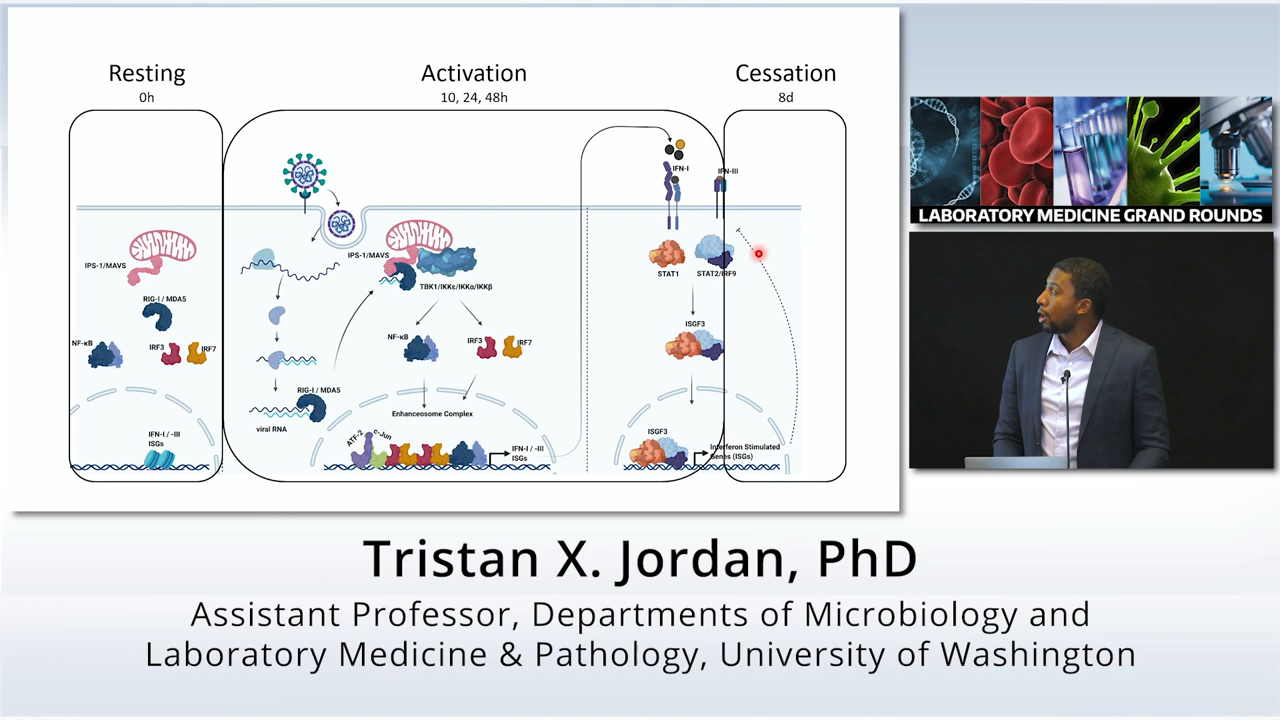 Resting
0h
Activation
10, 24, 48h
Cessation
8d
IPS-1/MAVS
RIG-I / MDA5
NF-κB
IRF3
IRF7
IFN-I / -III
ISGs
IPS-1/MAVS
TBK1/IKKε/IKKα/IKKβ
NF-κB
IRF3
IRF7
RIG-I / MDA5
viral RNA
Enhanceosome Complex
ATF-2
c-Jun
IFN-I / -III
ISGs
IFN-I
IFN-III
STAT1
STAT2/IRF9
ISGF3
ISGF3
Interferon Stimulated
Genes (ISGs)
LABORATORY MEDICINE GRAND ROUNDS
Tristan X. Jordan, PhD
Assistant Professor, Departments of Microbiology and
Laboratory Medicine & Pathology, University of Washington